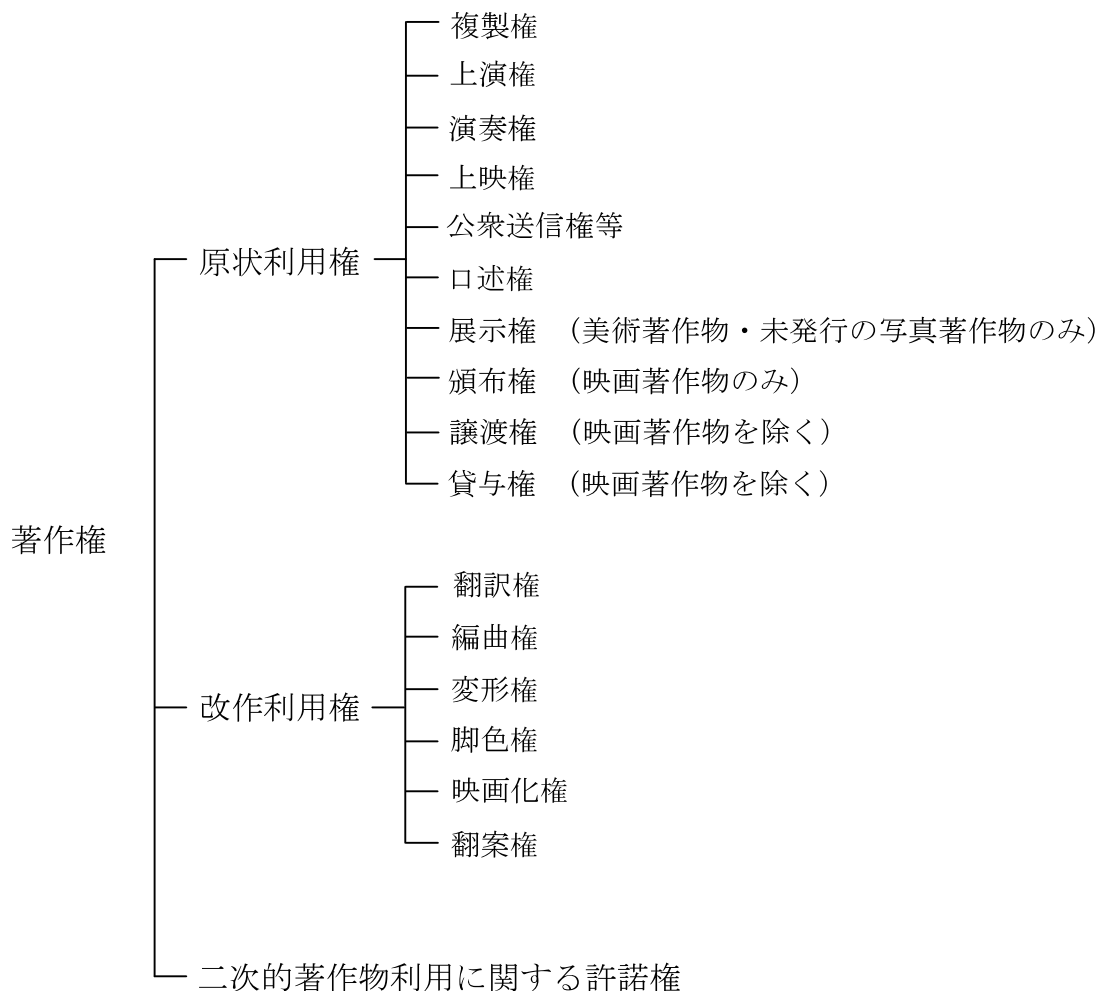 著作権
原状利用権
複製権
上演権
演奏権
上映権
公衆送信権等
口述権
展示権 （美術著作物・未発行の写真著作物のみ）
頒布権 （映画著作物のみ）
譲渡権 （映画著作物を除く）
貸与権 （映画著作物を除く）
改作利用権
翻訳権
編曲権
変形権
脚色権
映画化権
翻案権
二次的著作物利用に関する許諾権